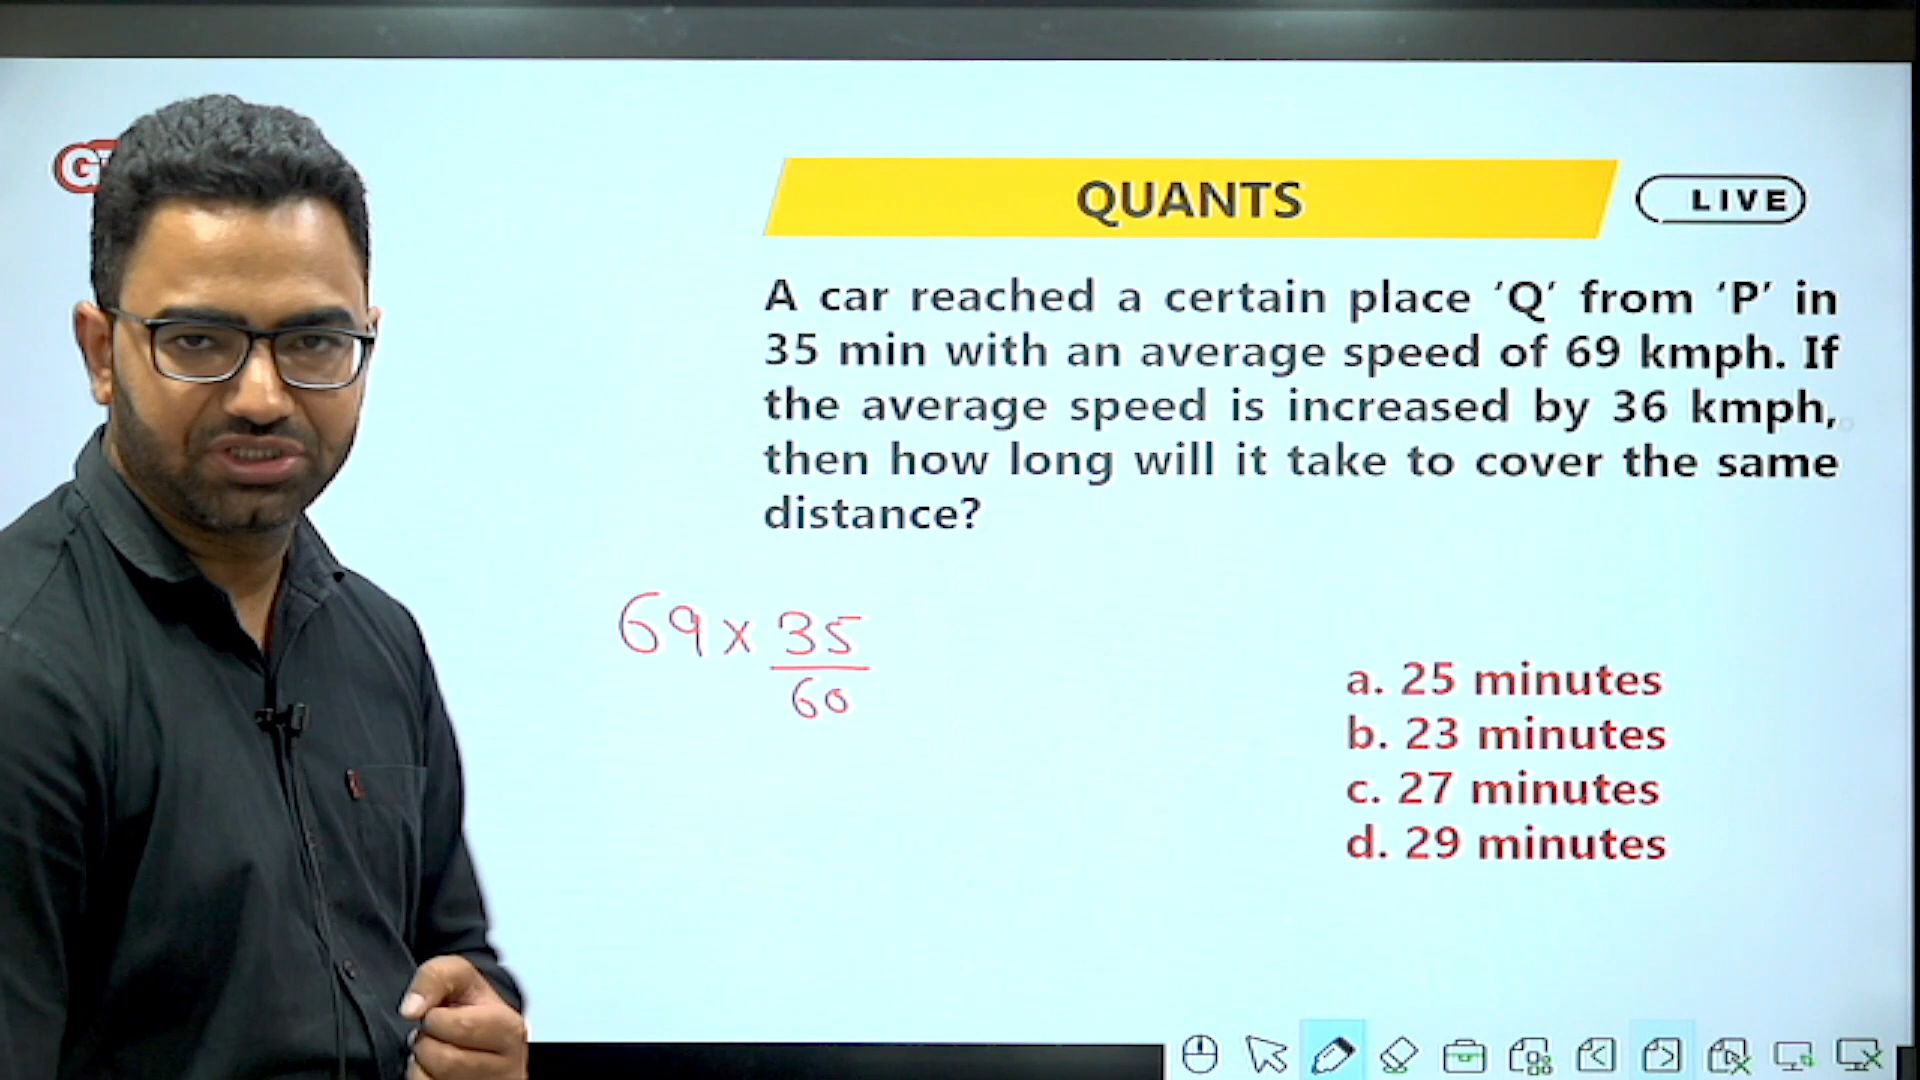 G
QUANTS
LIVE
A car reached a certain place ‘Q’ from ‘P’ in
35 min with an average speed of 69 kmph. If
the average speed is increased by 36 kmph,
then how long will it take to cover the same
distance?
69 x 35
60
a. 25 minutes
b. 23 minutes
c. 27 minutes
d. 29 minutes